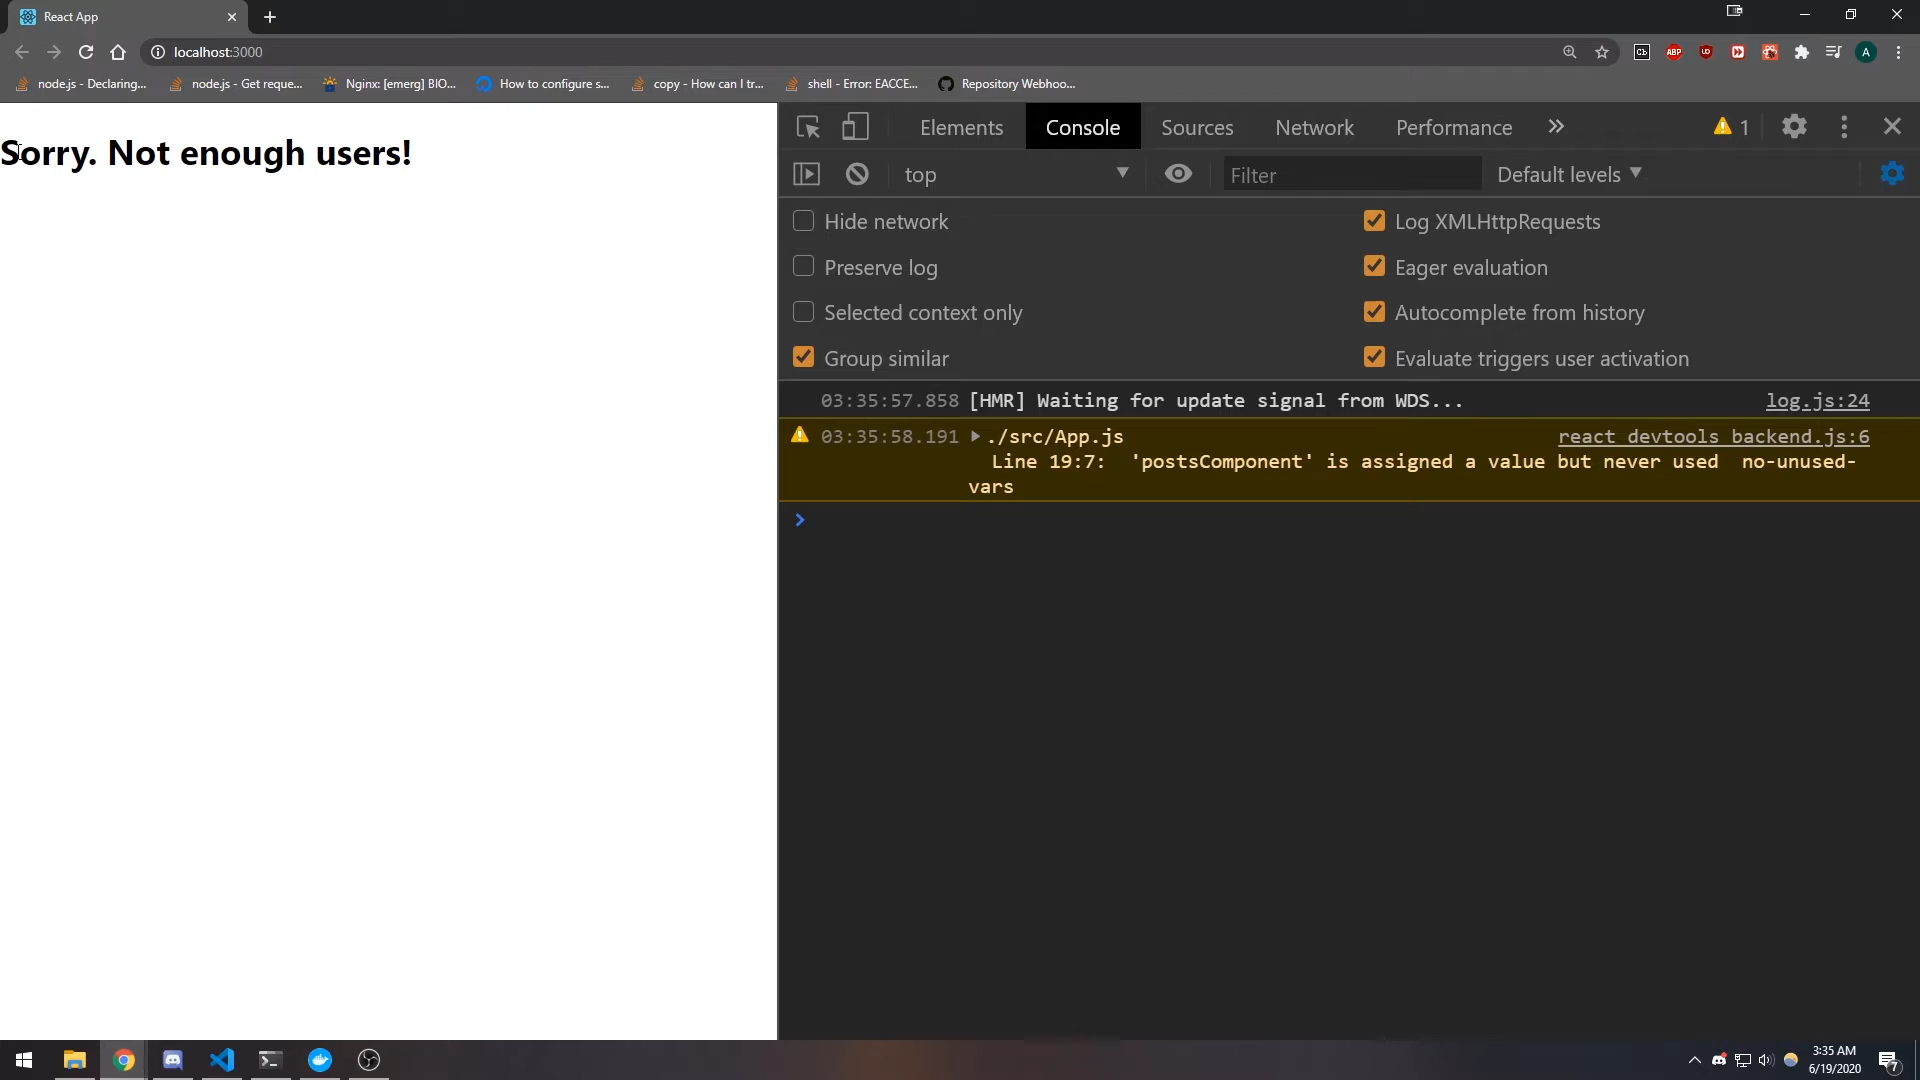 React App
localhost:3000
node.js - Declaring...
node.js - Get reque...
Nginx: [emerg] BIO...
How to configure s...
copy - How can I tr...
shell - Error: EACCE...
Repository Webhoo...
Sorry. Not enough users!
Elements
Console
Sources
Network
Performance
1
top
Filter
Default levels
Hide network
Log XMLHttpRequests
Preserve log
Eager evaluation
Selected context only
Autocomplete from history
Group similar
Evaluate triggers user activation
03:35:57.858 [HMR] Waiting for update signal from WDS... log.js:24
03:35:58.191 ./src/App.js react_devtools_backend.js:6
Line 19:7:  'postsComponent' is assigned a value but never used  no-unused-
vars
ABP
A
3:35 AM
6/19/2020
7